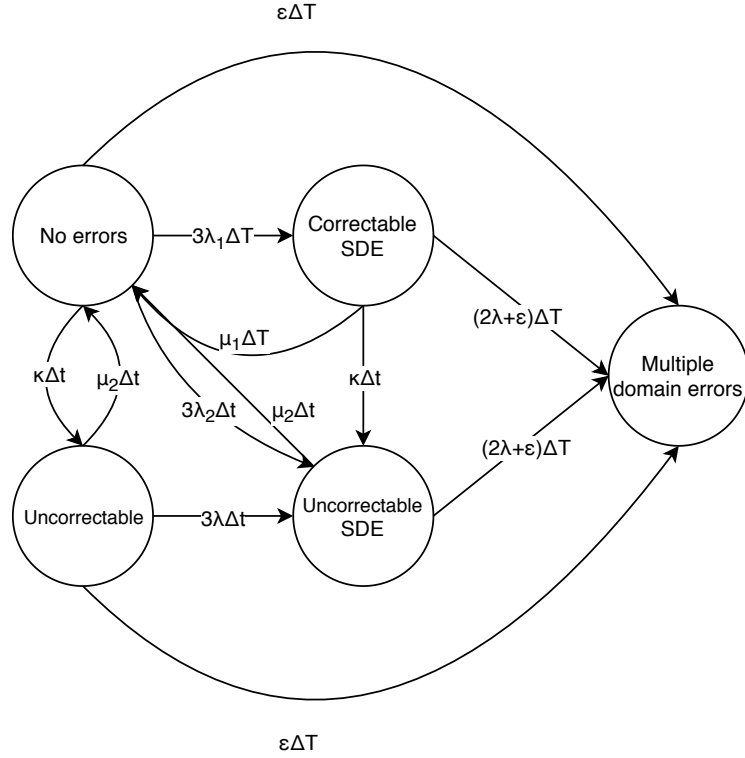 εΔT
No errors
3λ₁ΔT
Correctable
SDE
(2λ+ε)ΔT
μ₁ΔT
κΔt
μ₂Δt
3λ₂Δt
μ₂Δt
κΔt
Multiple
domain errors
(2λ+ε)ΔT
Uncorrectable
3λΔt
Uncorrectable
SDE
εΔT